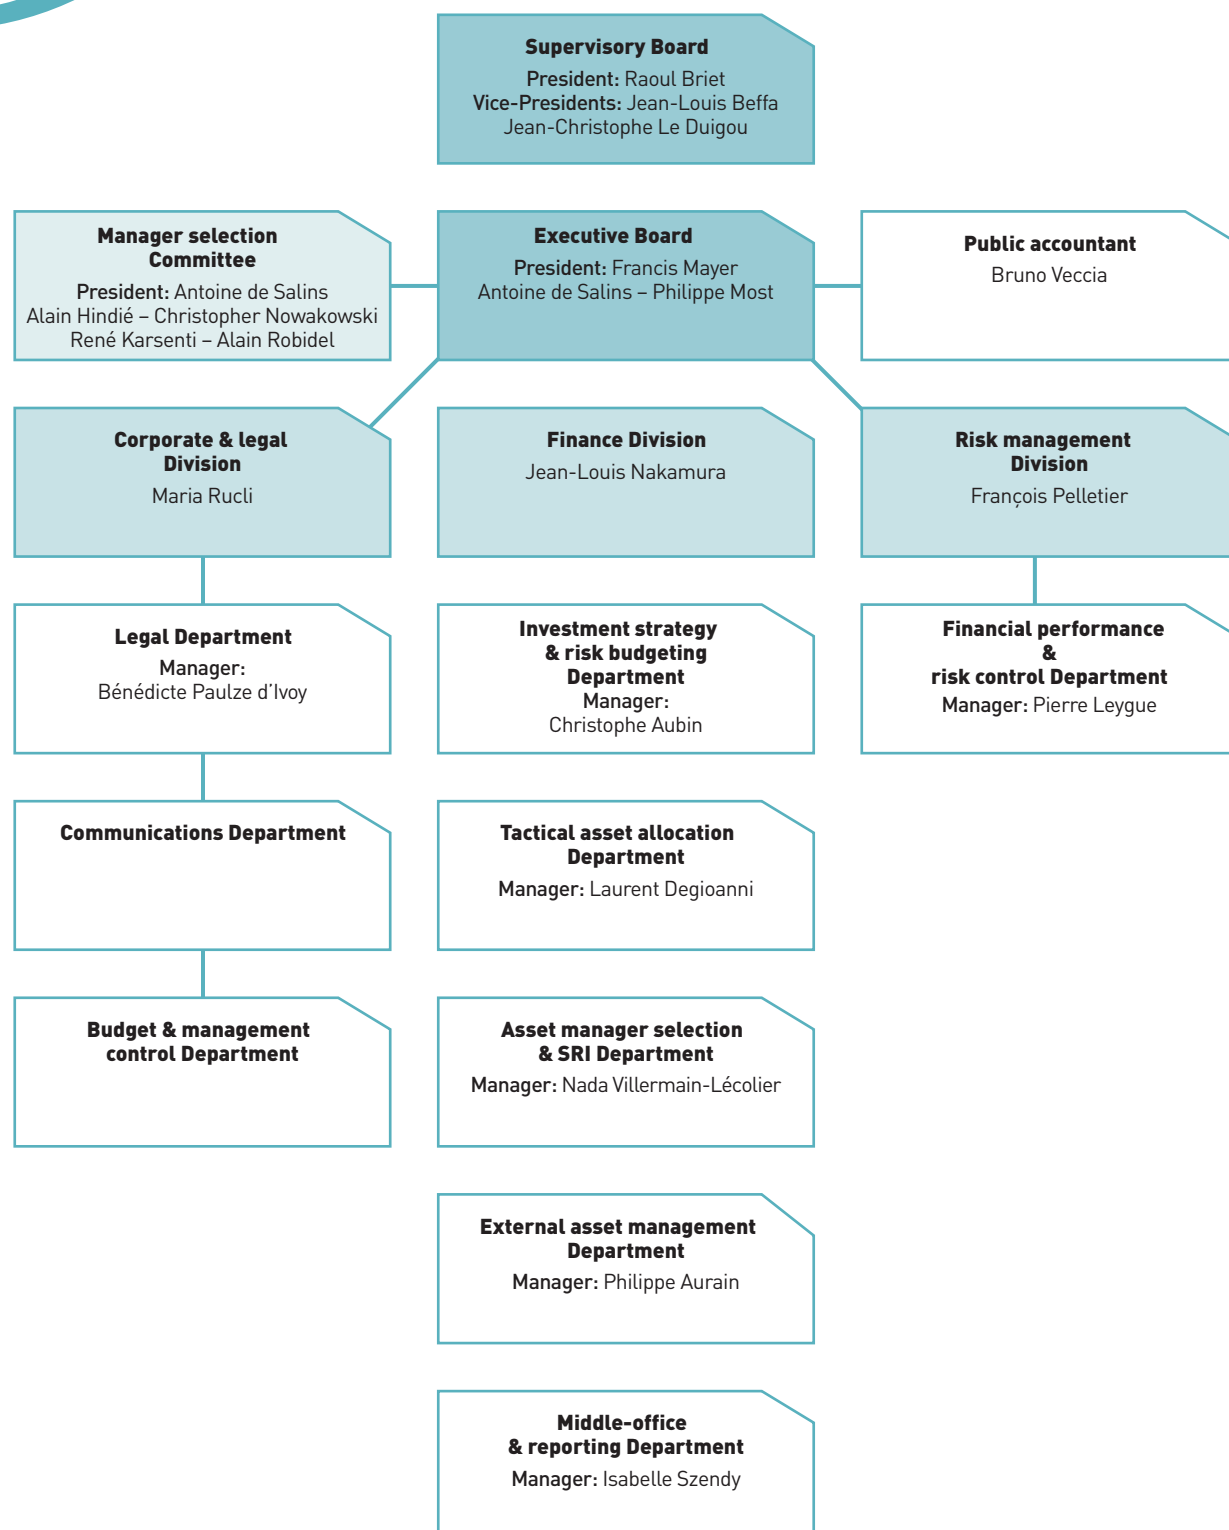 Supervisory Board
President: Raoul Briet
Vice-Presidents: Jean-Louis Beffa
Jean-Christophe Le Duigou
Manager selection
Committee
President: Antoine de Salins
Alain Hindié – Christopher Nowakowski
René Karsenti – Alain Robidel
Executive Board
President: Francis Mayer
Antoine de Salins – Philippe Most
Public accountant
Bruno Veccia
Corporate & legal
Division
Maria Rucli
Finance Division
Jean-Louis Nakamura
Risk management
Division
François Pelletier
Legal Department
Manager:
Bénédicte Paulze d’Ivoy
Investment strategy
& risk budgeting
Department
Manager:
Christophe Aubin
Financial performance
&
risk control Department
Manager: Pierre Leygue
Communications Department
Tactical asset allocation
Department
Manager: Laurent Degioanni
Budget & management
control Department
Asset manager selection
& SRI Department
Manager: Nada Villermain-Lécolier
External asset management
Department
Manager: Philippe Aurain
Middle-office
& reporting Department
Manager: Isabelle Szendy